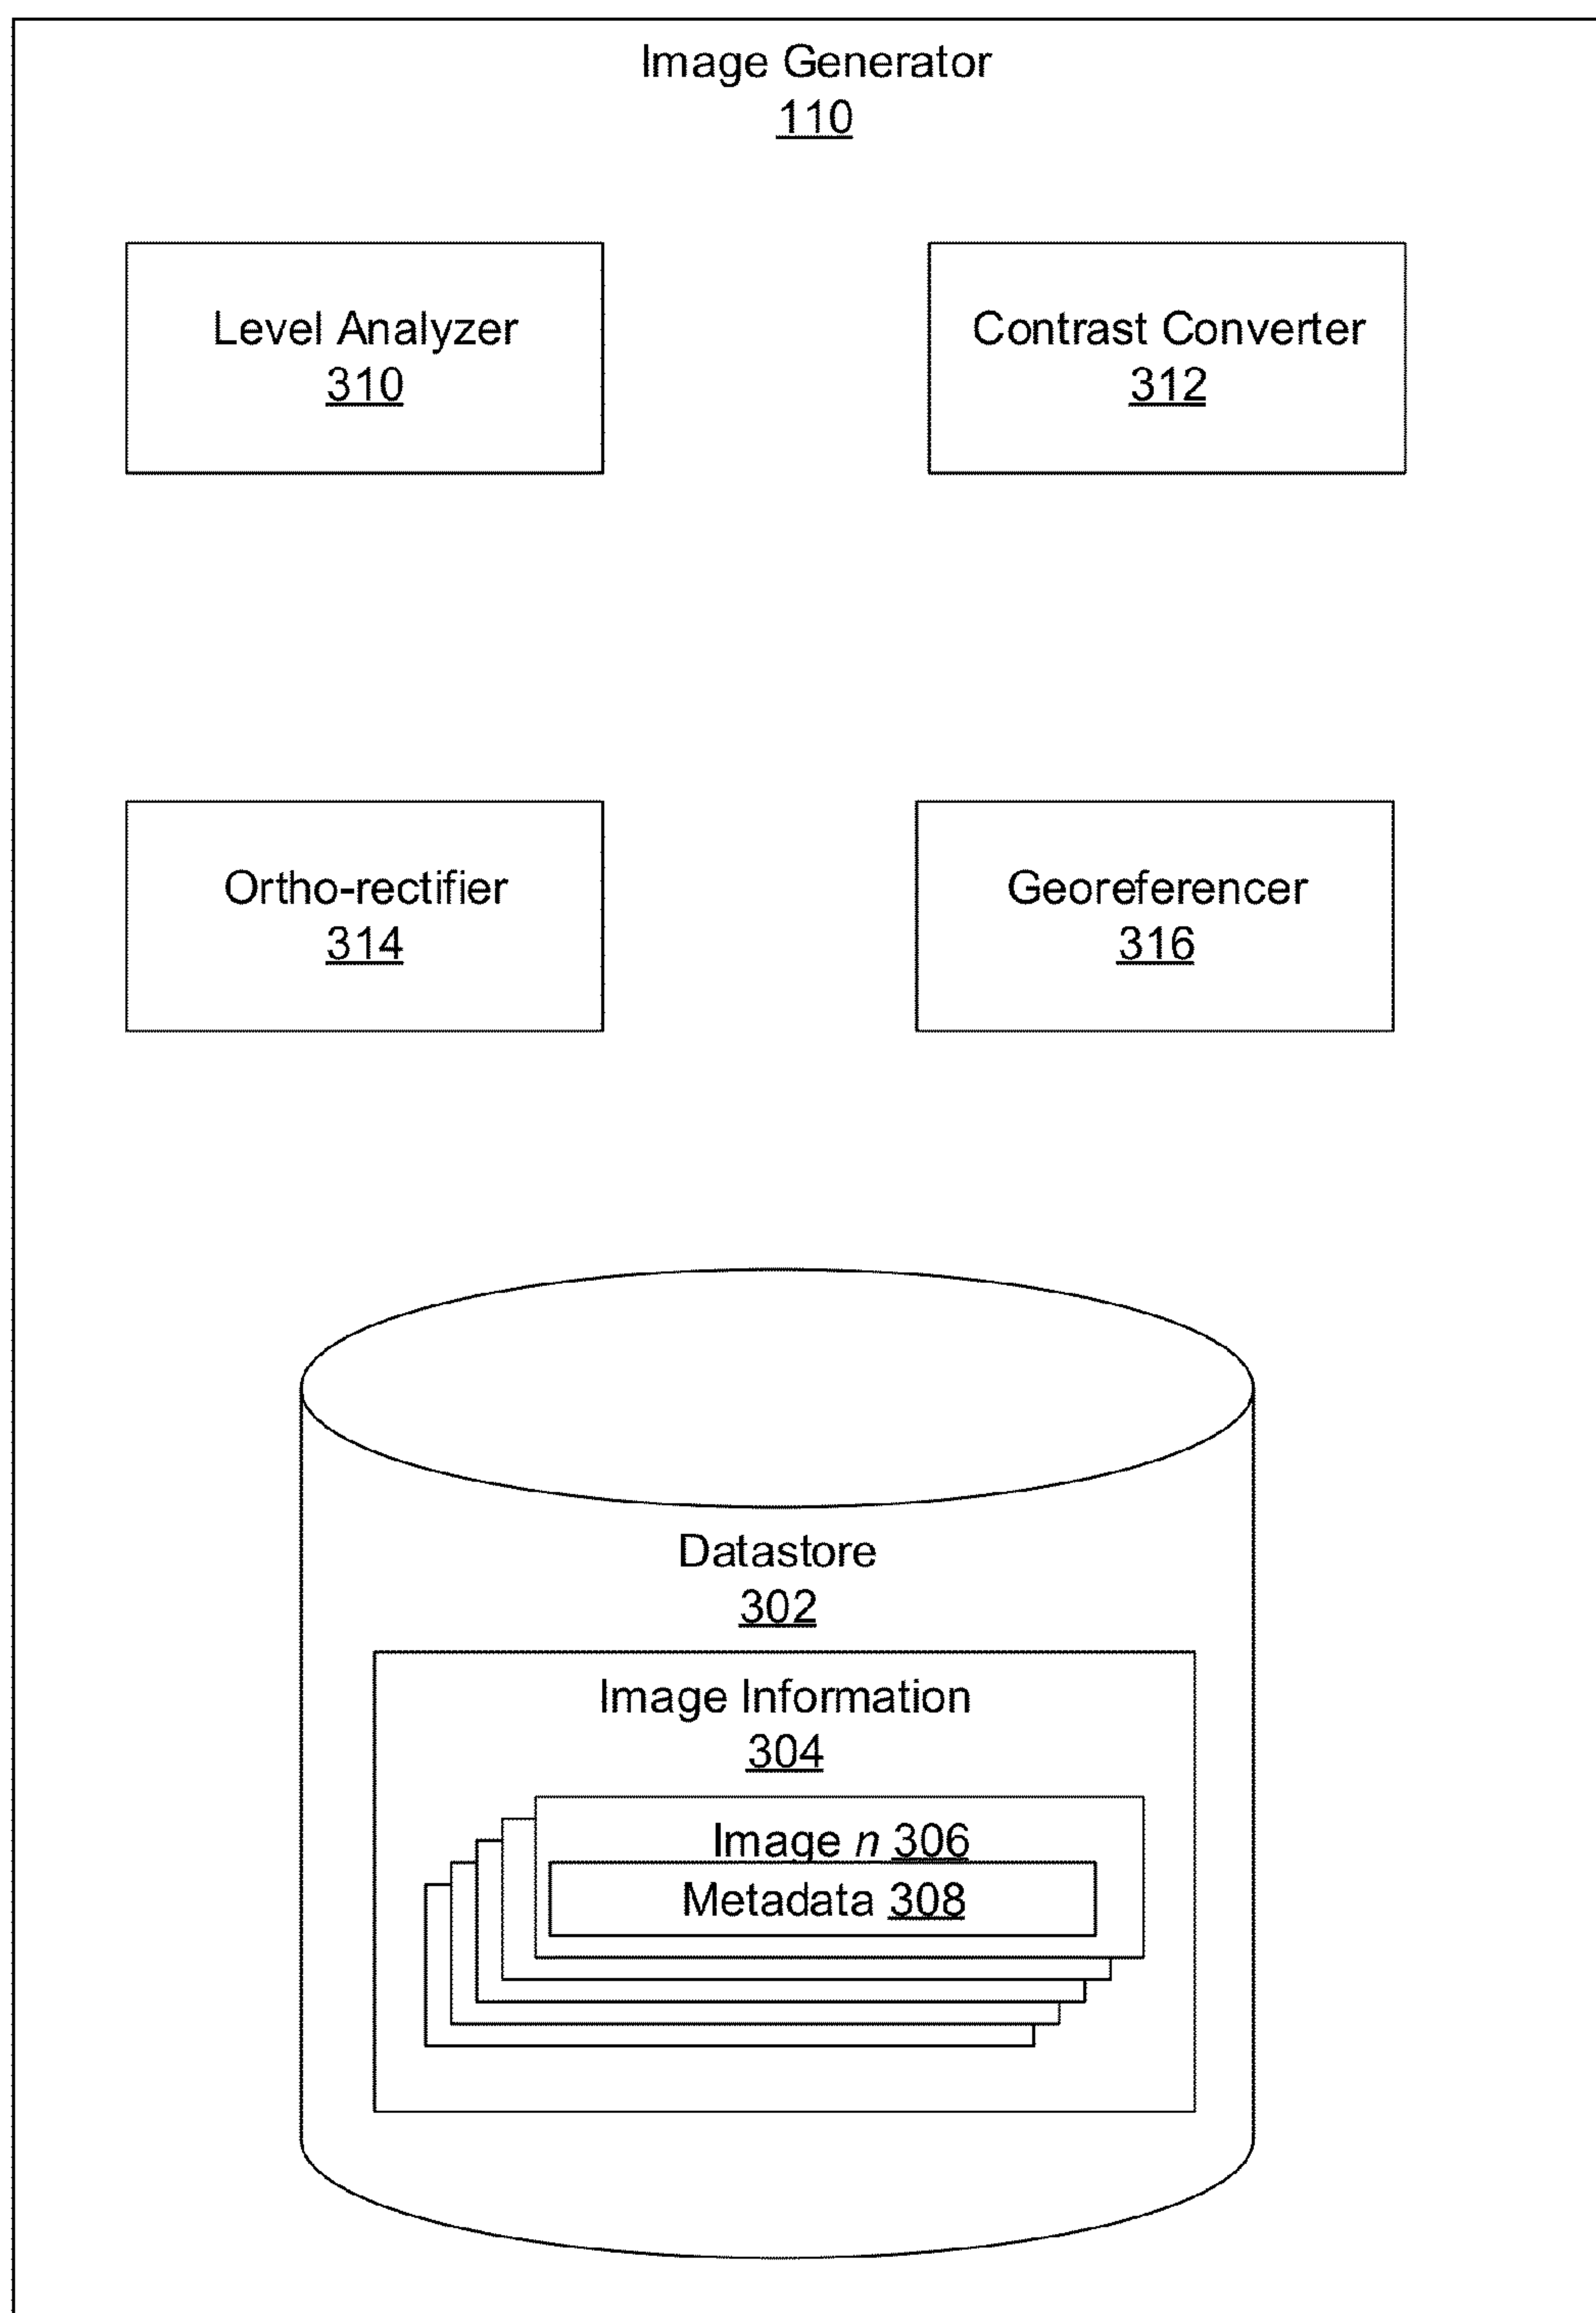 Image Generator
110
Level Analyzer
310
Contrast Converter
312
Ortho-rectifier
314
Georeferencer
316
Datastore
302
Image Information
304
Image n 306
Metadata 308